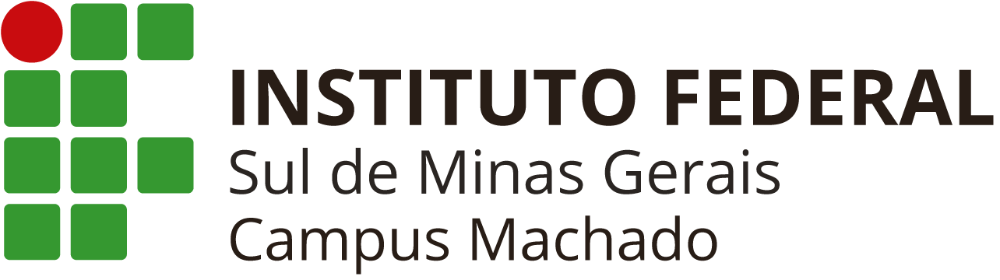 INSTITUTO FEDERAL
Sul de Minas Gerais
Campus Machado